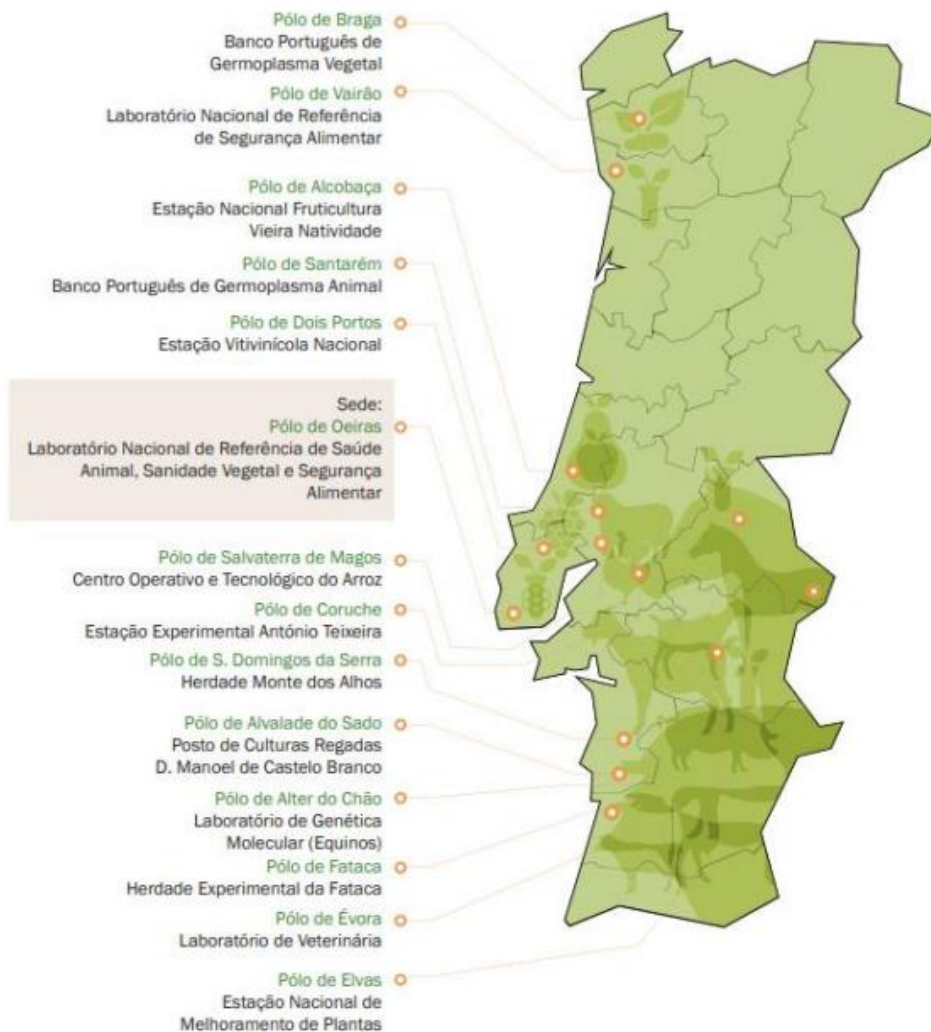 Pólo de Braga
Banco Português de
Germoplasma Vegetal
Pólo de Vairão
Laboratório Nacional de Referência
de Segurança Alimentar
Pólo de Alcobaça
Estação Nacional Fruticultura
Vieira Natividade
Pólo de Santarém
Banco Português de Germoplasma Animal
Pólo de Dois Portos
Estação Vitivinícola Nacional
Sede:
Pólo de Oeiras
Laboratório Nacional de Referência de Saúde
Animal, Sanidade Vegetal e Segurança
Alimentar
Pólo de Salvaterra de Magos
Centro Operativo e Tecnológico do Arroz
Pólo de Coruche
Estação Experimental António Teixeira
Pólo de S. Domingos da Serra
Herdade Monte dos Alhos
Pólo de Alvalade do Sado
Posto de Culturas Regadas
D. Manoel de Castelo Branco
Pólo de Alter do Chão
Laboratório de Genética
Molecular (Equinos)
Pólo de Fataca
Herdade Experimental da Fataca
Pólo de Évora
Laboratório de Veterinária
Pólo de Elvas
Estação Nacional de
Melhoramento de Plantas